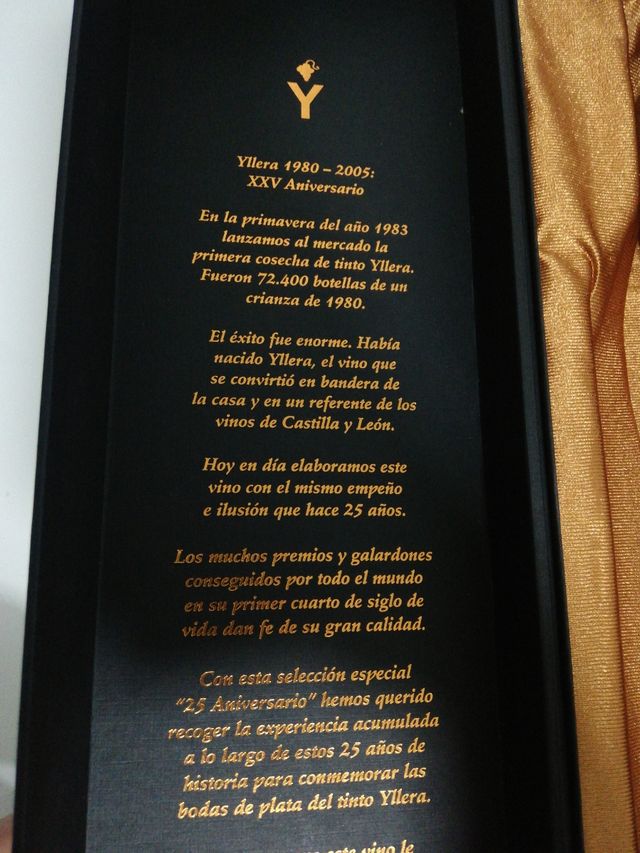 Y
Yllera 1980 – 2005:
XXV Aniversario
En la primavera del año 1983
lanzamos al mercado la
primera cosecha de tinto Yllera.
Fueron 72.400 botellas de un
crianza de 1980.
El éxito fue enorme. Había
nacido Yllera, el vino que
se convirtió en bandera de
la casa y en un referente de los
vinos de Castilla y León.
Hoy en día elaboramos este
vino con el mismo empeño
e ilusión que hace 25 años.
Los muchos premios y galardones
conseguidos por todo el mundo
en su primer cuarto de siglo de
vida dan fe de su gran calidad.
Con esta selección especial
"25 Aniversario" hemos querido
recoger la experiencia acumulada
a lo largo de estos 25 años de
historia para conmemorar las
bodas de plata del tinto Yllera.
este vino le